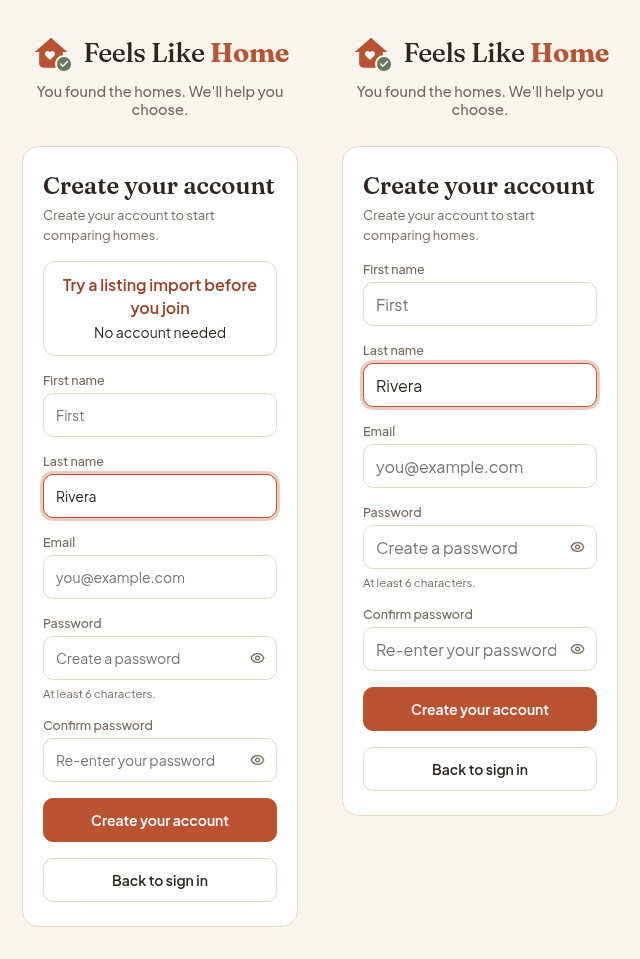 Feels Like Home
You found the homes. We'll help you
choose.
Create your account
Create your account to start
comparing homes.
Try a listing import before
you join
No account needed
First name
First
Last name
Rivera
Email
you@example.com
Password
Create a password
At least 6 characters.
Confirm password
Re-enter your password
Create your account
Back to sign in
Feels Like Home
You found the homes. We'll help you
choose.
Create your account
Create your account to start
comparing homes.
First name
First
Last name
Rivera
Email
you@example.com
Password
Create a password
At least 6 characters.
Confirm password
Re-enter your password
Create your account
Back to sign in